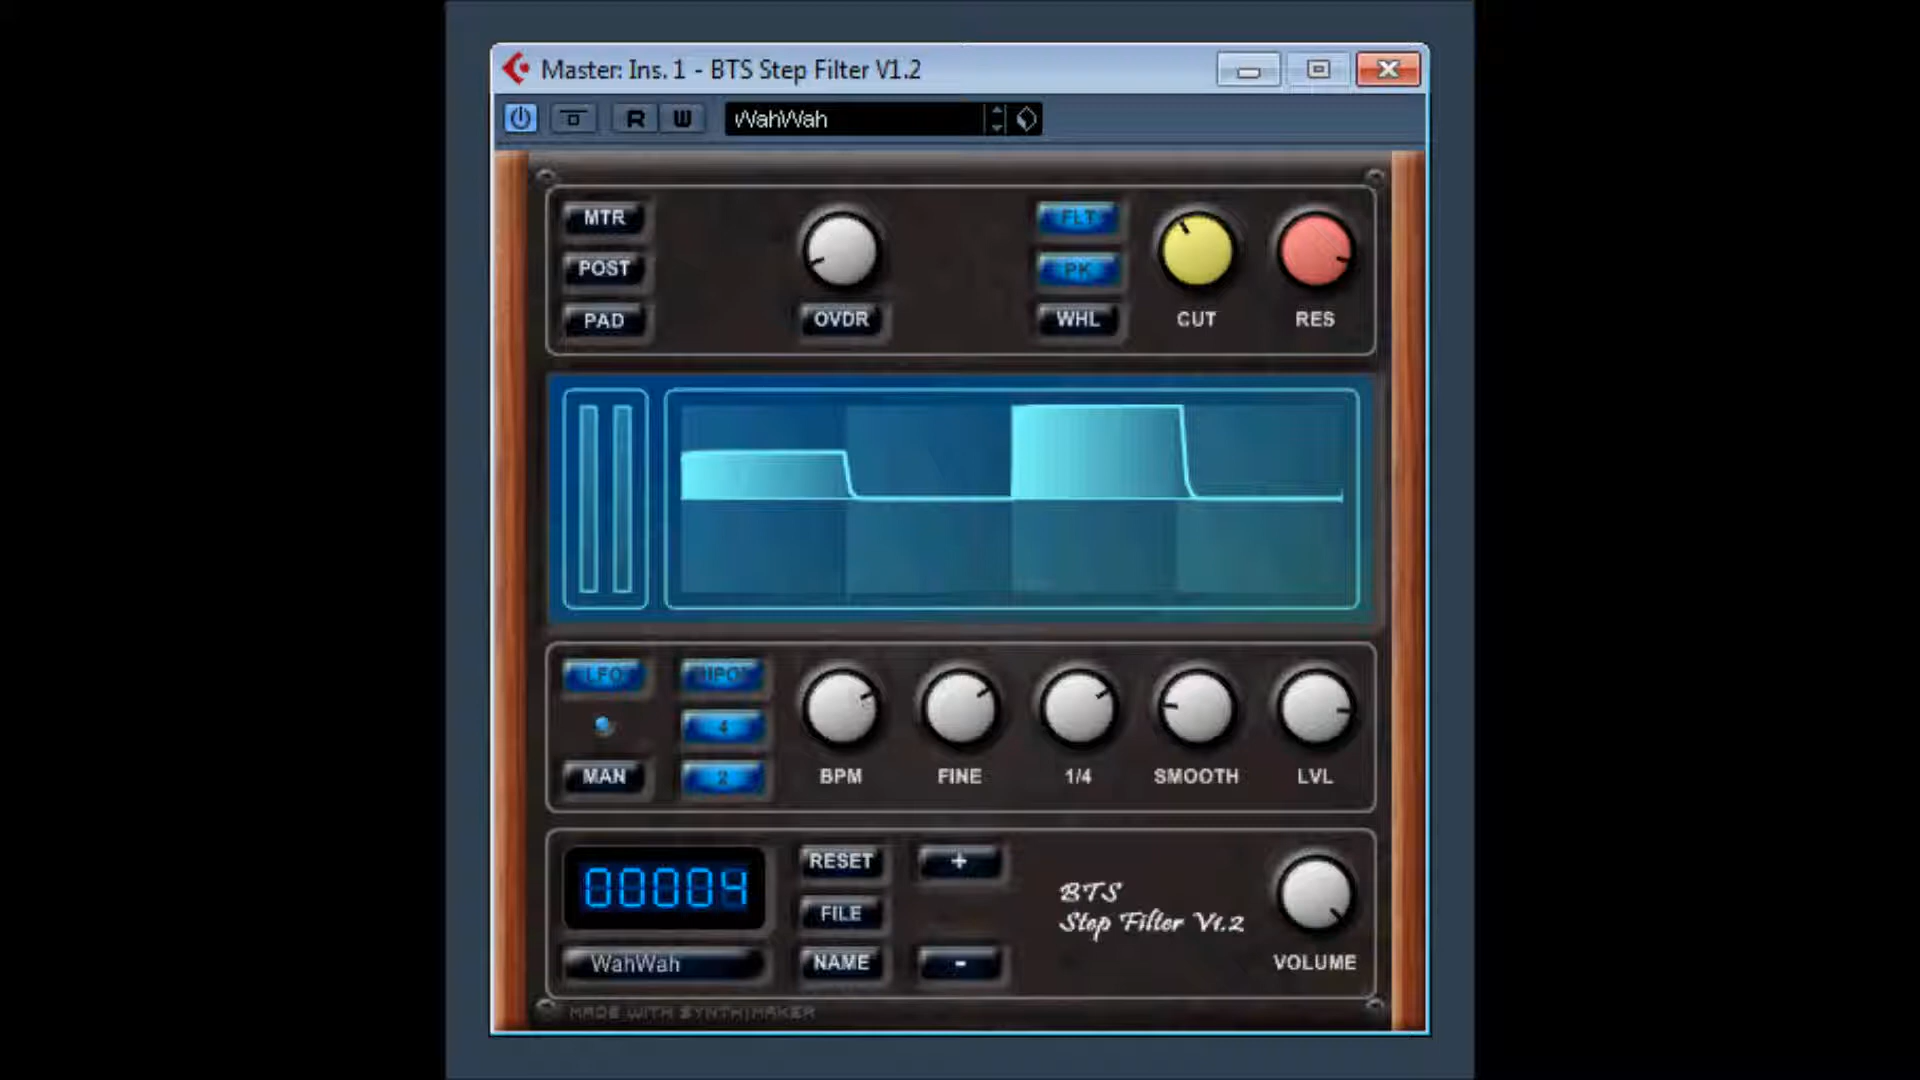 Master: Ins. 1 - BTS Step Filter V1.2
R W WahWah
MTR
POST
PAD
OVDR
FLT
PK
WHL
CUT
RES
LFO
MAN
4
2
BPM
FINE
1/4
SMOOTH
LVL
00004
WahWah
RESET
FILE
NAME
+
-
BTS
Step Filter V1.2
VOLUME
MADE WITH SYNTHMAKER